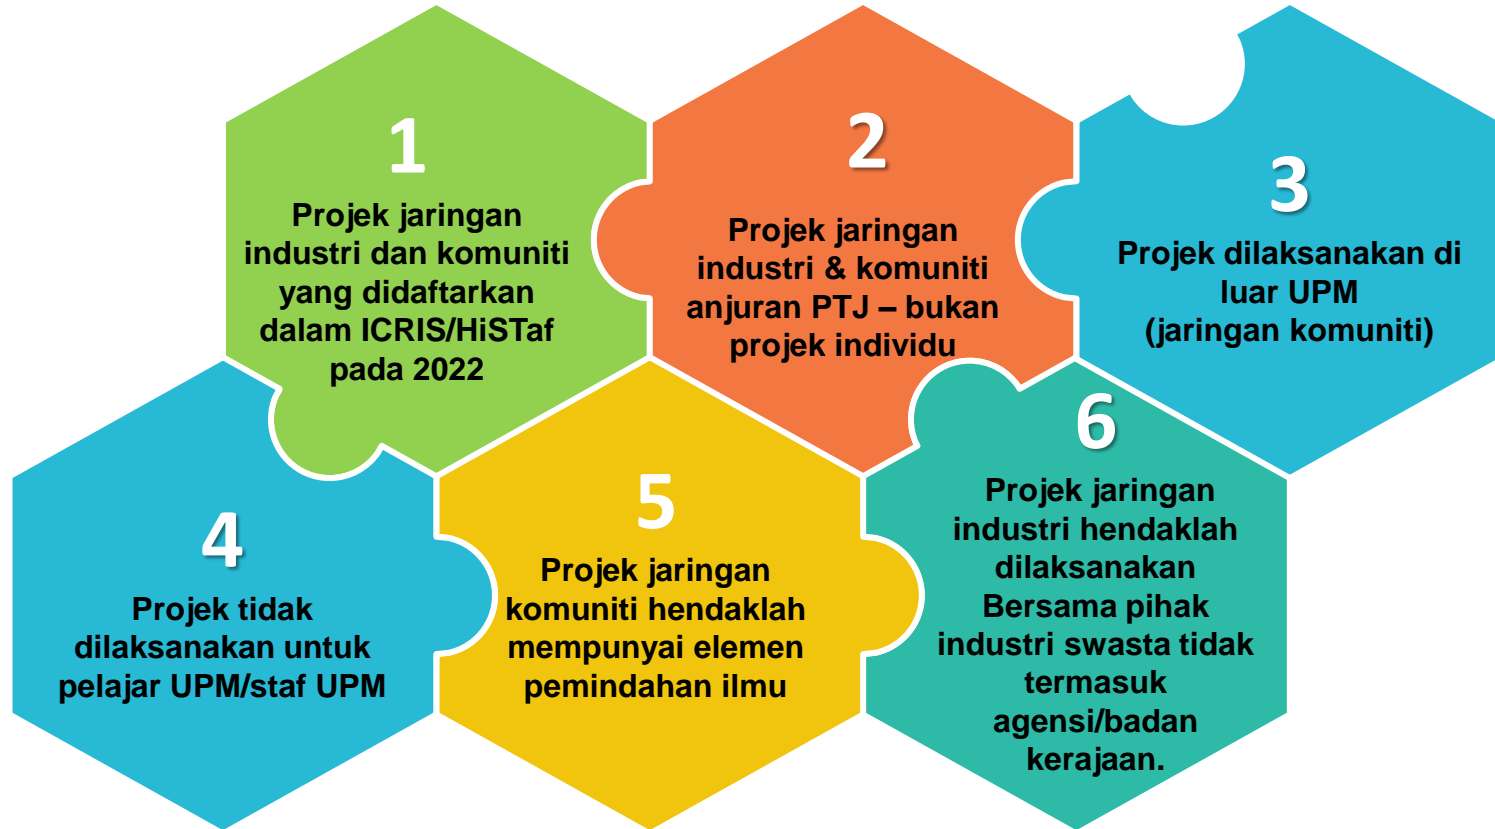 1
Projek jaringan
industri dan komuniti
yang didaftarkan
dalam ICRIS/HiSTaf
pada 2022
2
Projek jaringan
industri & komuniti
anjuran PTJ – bukan
projek individu
3
Projek dilaksanakan di
luar UPM
(jaringan komuniti)
4
Projek tidak
dilaksanakan untuk
pelajar UPM/staf UPM
5
Projek jaringan
komuniti hendaklah
mempunyai elemen
pemindahan ilmu
6
Projek jaringan
industri hendaklah
dilaksanakan
Bersama pihak
industri swasta tidak
termasuk
agensi/badan
kerajaan.